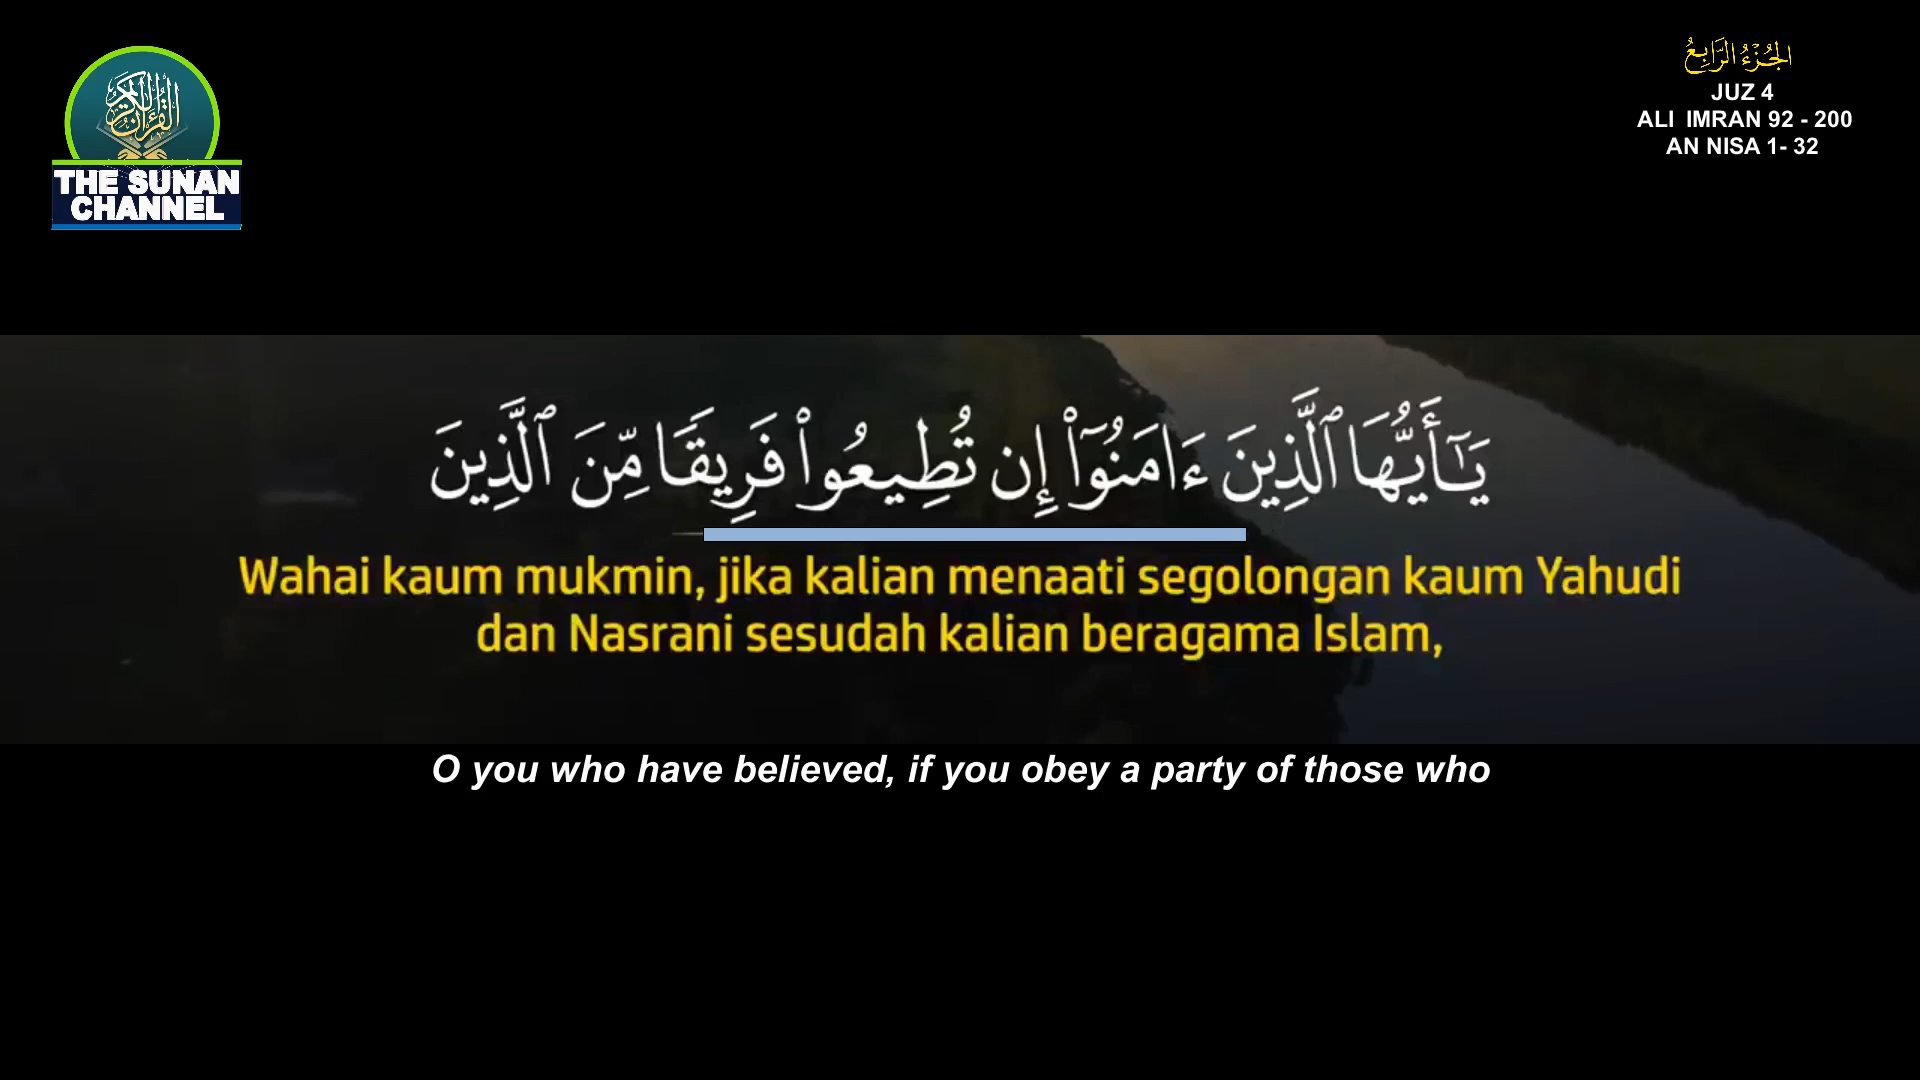 القرآن الكريم
THE SUNAN
CHANNEL
الجُزْءُ الرَّابِعُ
JUZ 4
ALI IMRAN 92 - 200
AN NISA 1- 32
يَـٰٓأَيُّهَا ٱلَّذِينَ ءَامَنُوٓا۟ إِن تُطِيعُوا۟ فَرِيقًا مِّنَ ٱلَّذِينَ
Wahai kaum mukmin, jika kalian menaati segolongan kaum Yahudi
dan Nasrani sesudah kalian beragama Islam,
O you who have believed, if you obey a party of those who